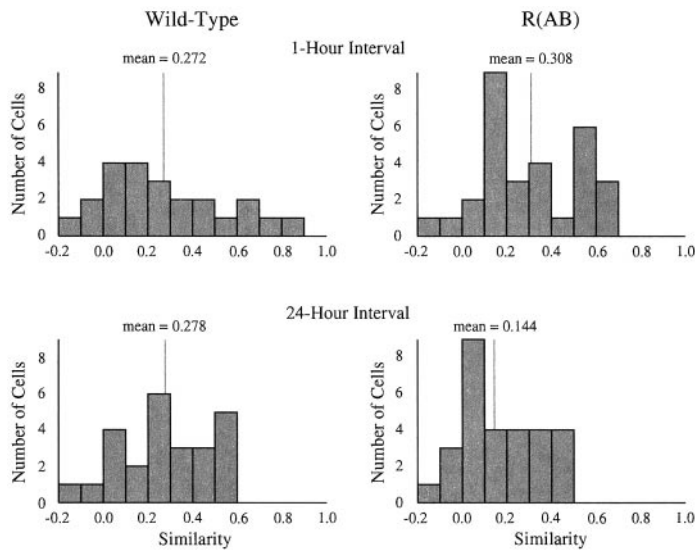 Wild-Type R(AB)
1-Hour Interval
mean = 0.272 mean = 0.308
Number of Cells
8
6
4
2
0
-0.2 0.0 0.2 0.4 0.6 0.8 1.0
Number of Cells
8
6
4
2
0
-0.2 0.0 0.2 0.4 0.6 0.8 1.0
24-Hour Interval
mean = 0.278 mean = 0.144
Number of Cells
8
6
4
2
0
-0.2 0.0 0.2 0.4 0.6 0.8 1.0
Similarity
Number of Cells
8
6
4
2
0
-0.2 0.0 0.2 0.4 0.6 0.8 1.0
Similarity